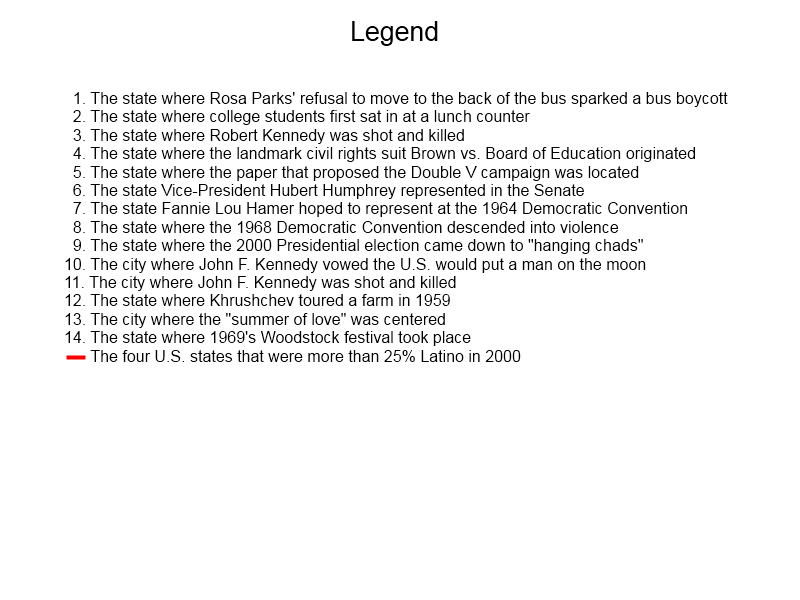 Legend
1. The state where Rosa Parks' refusal to move to the back of the bus sparked a bus boycott
2. The state where college students first sat in at a lunch counter
3. The state where Robert Kennedy was shot and killed
4. The state where the landmark civil rights suit Brown vs. Board of Education originated
5. The state where the paper that proposed the Double V campaign was located
6. The state Vice-President Hubert Humphrey represented in the Senate
7. The state Fannie Lou Hamer hoped to represent at the 1964 Democratic Convention
8. The state where the 1968 Democratic Convention descended into violence
9. The state where the 2000 Presidential election came down to "hanging chads"
10. The city where John F. Kennedy vowed the U.S. would put a man on the moon
11. The city where John F. Kennedy was shot and killed
12. The state where Khrushchev toured a farm in 1959
13. The city where the "summer of love" was centered
14. The state where 1969's Woodstock festival took place
The four U.S. states that were more than 25% Latino in 2000